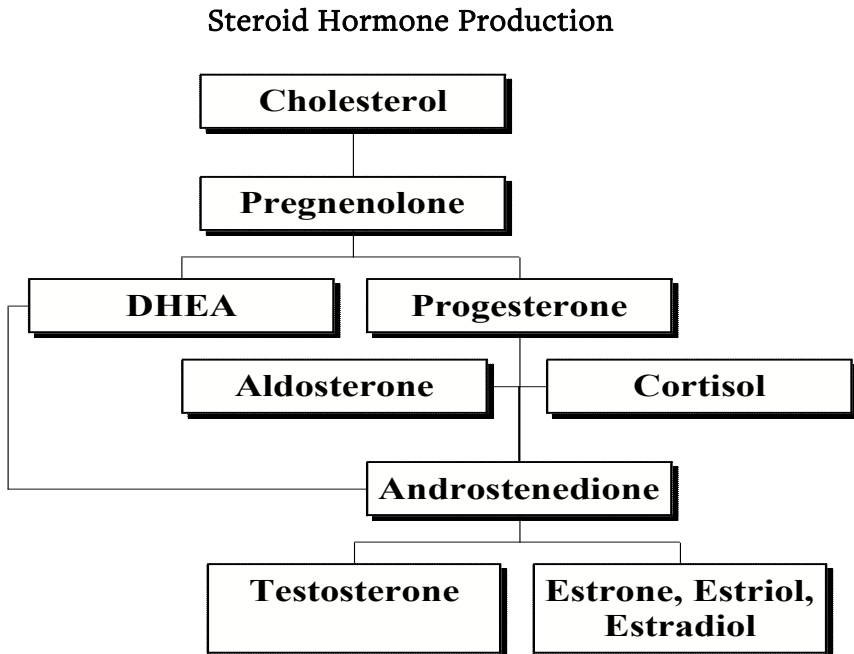 Steroid Hormone Production
Cholesterol
Pregnenolone
DHEA
Progesterone
Aldosterone
Cortisol
Androstenedione
Testosterone
Estrone, Estriol,
Estradiol